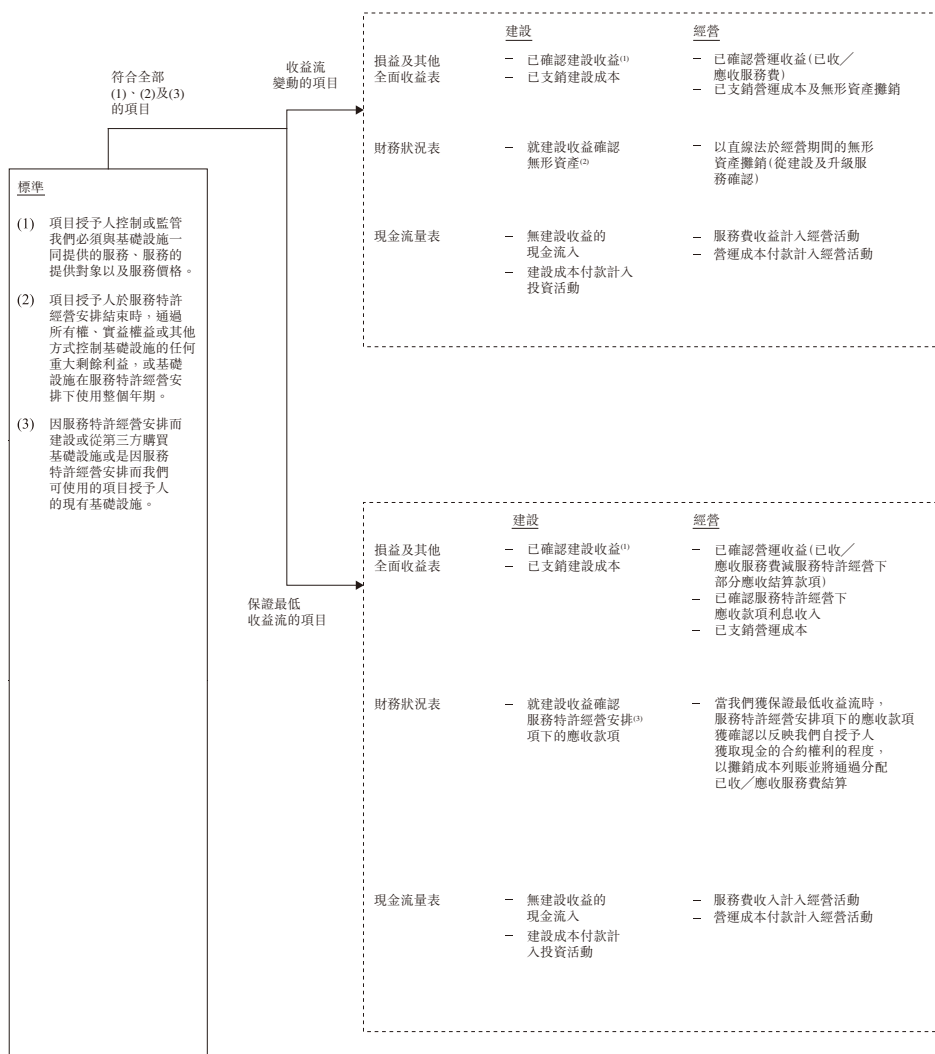 符合全部
(1)、(2)及(3)
的項目
收益流
變動的項目
標準
(1) 項目授予人控制或監管
我們必須與基礎設施一
同提供的服務、服務的
提供對象以及服務價格。
(2) 項目授予人於服務特許
經營安排結束時，通過
所有權、實益權益或其他
方式控制基礎設施的任何
重大剩餘利益，或基礎
設施在服務特許經營安
排下使用整個年期。
(3) 因服務特許經營安排而
建設或從第三方購買
基礎設施或是因服務
特許經營安排而我們
可使用的項目授予人
的現有基礎設施。
建設
經營
損益及其他
全面收益表
– 已確認建設收益(1)
– 已支銷建設成本
– 已確認營運收益(已收／
應收服務費)
– 已支銷營運成本及無形資產攤銷
財務狀況表
– 就建設收益確認
無形資產(2)
– 以直線法於經營期間的無形
資產攤銷(從建設及升級服
務確認)
現金流量表
– 無建設收益的
現金流入
– 建設成本付款計入
投資活動
– 服務費收益計入經營活動
– 營運成本付款計入經營活動
保證最低
收益流的項目
建設
經營
損益及其他
全面收益表
– 已確認建設收益(1)
– 已支銷建設成本
– 已確認營運收益(已收／
應收服務費減服務特許經營下
部分應收結算款項)
– 已確認服務特許經營下
應收款項利息收入
– 已支銷營運成本
財務狀況表
– 就建設收益確認
服務特許經營安排(3)
項下的應收款項
– 當我們獲保證最低收益流時，
服務特許經營安排項下的應收款項
獲確認以反映我們自授予人
獲取現金的合約權利的程度，
以攤銷成本列賬並將通過分配
已收／應收服務費結算
現金流量表
– 無建設收益的
現金流入
– 建設成本付款計
入投資活動
– 服務費收入計入經營活動
– 營運成本付款計入經營活動